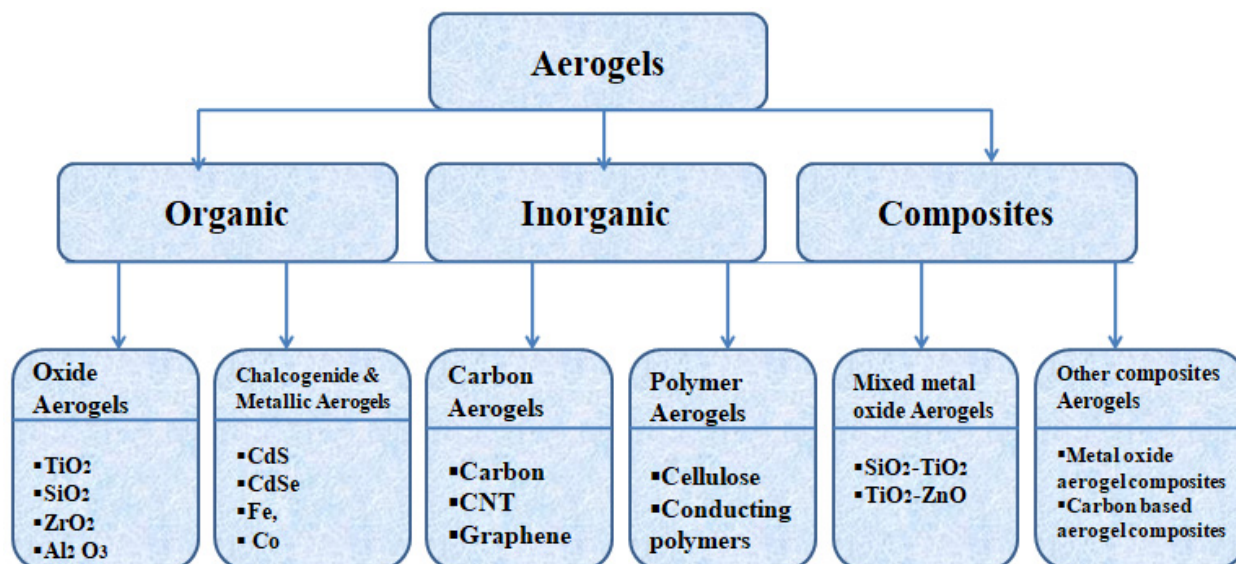 Aerogels
Organic
Inorganic
Composites
Oxide
Aerogels
▪TiO2
▪SiO2
▪ZrO2
▪Al2 O3
Chalcogenide &
Metallic Aerogels
▪CdS
▪CdSe
▪Fe,
▪ Co
Carbon
Aerogels
▪Carbon
▪CNT
▪Graphene
Polymer
Aerogels
▪Cellulose
▪Conducting
polymers
Mixed metal
oxide Aerogels
▪SiO2-TiO2
▪TiO2-ZnO
Other composites
Aerogels
▪Metal oxide
aerogel composites
▪Carbon based
aerogel composites